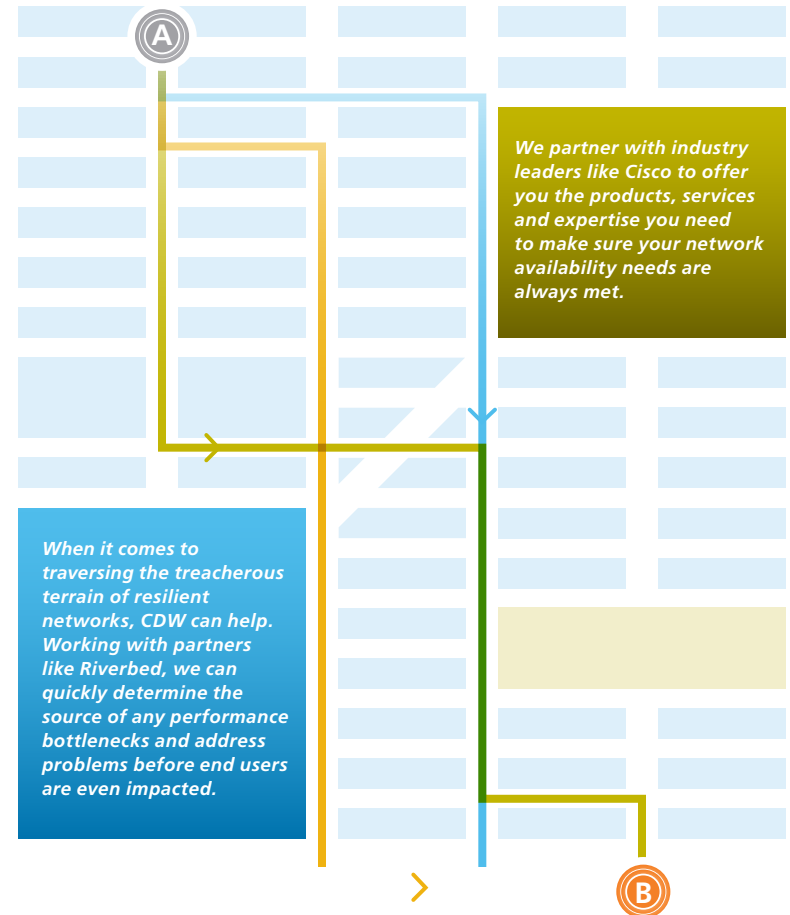 A
We partner with industry
leaders like Cisco to offer
you the products, services
and expertise you need
to make sure your network
availability needs are
always met.
When it comes to
traversing the treacherous
terrain of resilient
networks, CDW can help.
Working with partners
like Riverbed, we can
quickly determine the
source of any performance
bottlenecks and address
problems before end users
are even impacted.
B